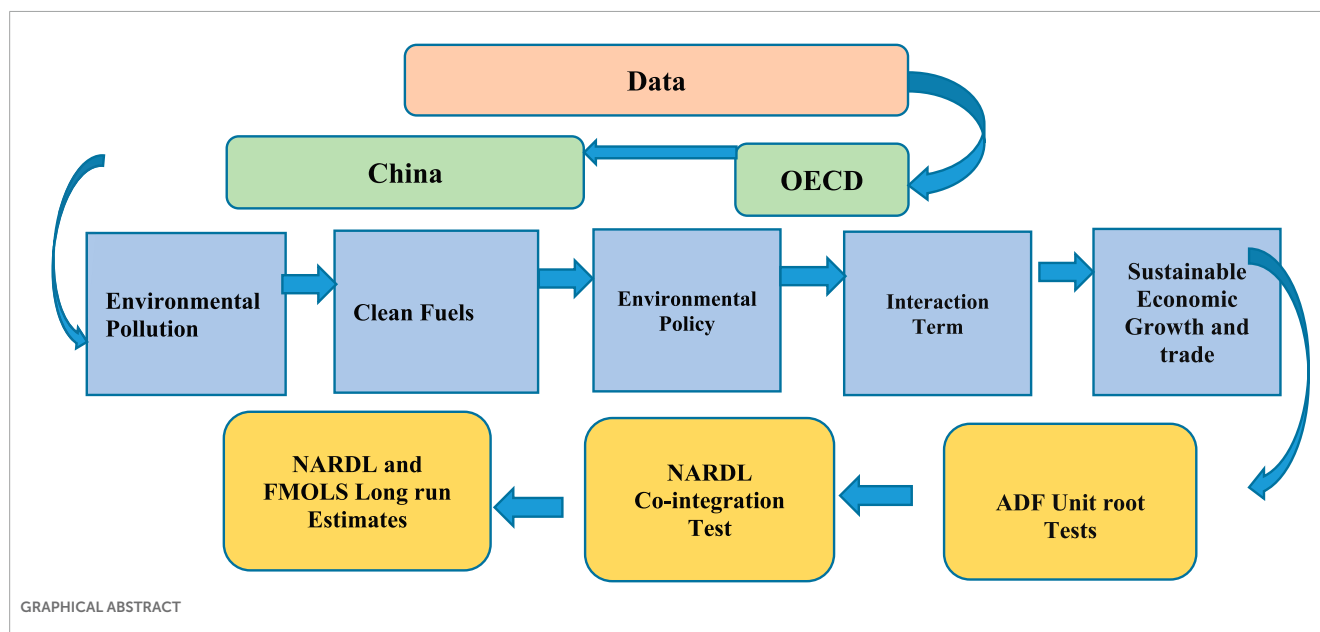 Data
China
OECD
Environmental
Pollution
Clean Fuels
Environmental
Policy
Interaction
Term
Sustainable
Economic
Growth and
trade
NARDL and
FMOLS Long run
Estimates
NARDL
Co-integration
Test
ADF Unit root
Tests
GRAPHICAL ABSTRACT